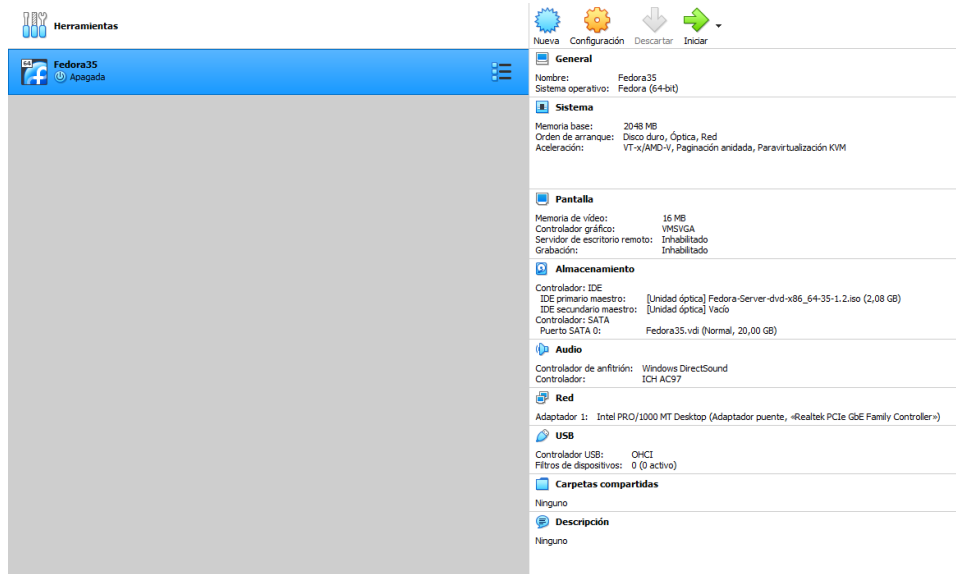 Herramientas
64
Fedora35
Apagada
Nueva Configuración Descartar Iniciar
General
Nombre: Fedora35
Sistema operativo: Fedora (64-bit)
Sistema
Memoria base: 2048 MB
Orden de arranque: Disco duro, Óptica, Red
Aceleración: VT-x/AMD-V, Paginación anidada, Paravirtualización KVM
Pantalla
Memoria de vídeo: 16 MB
Controlador gráfico: VMSVGA
Servidor de escritorio remoto: Inhabilitado
Grabación: Inhabilitado
Almacenamiento
Controlador: IDE
IDE primario maestro: [Unidad óptica] Fedora-Server-dvd-x86_64-35-1.2.iso (2,08 GB)
IDE secundario maestro: [Unidad óptica] Vacío
Controlador: SATA
Puerto SATA 0: Fedora35.vdi (Normal, 20,00 GB)
Audio
Controlador de anfitrión: Windows DirectSound
Controlador: ICH AC97
Red
Adaptador 1: Intel PRO/1000 MT Desktop (Adaptador puente, «Realtek PCIe GbE Family Controller»)
USB
Controlador USB: OHCI
Filtros de dispositivos: 0 (0 activo)
Carpetas compartidas
Ninguno
Descripción
Ninguno